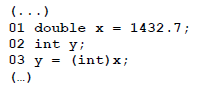 (...)
01 double x = 1432.7;
02 int y;
03 y = (int)x;
(…)